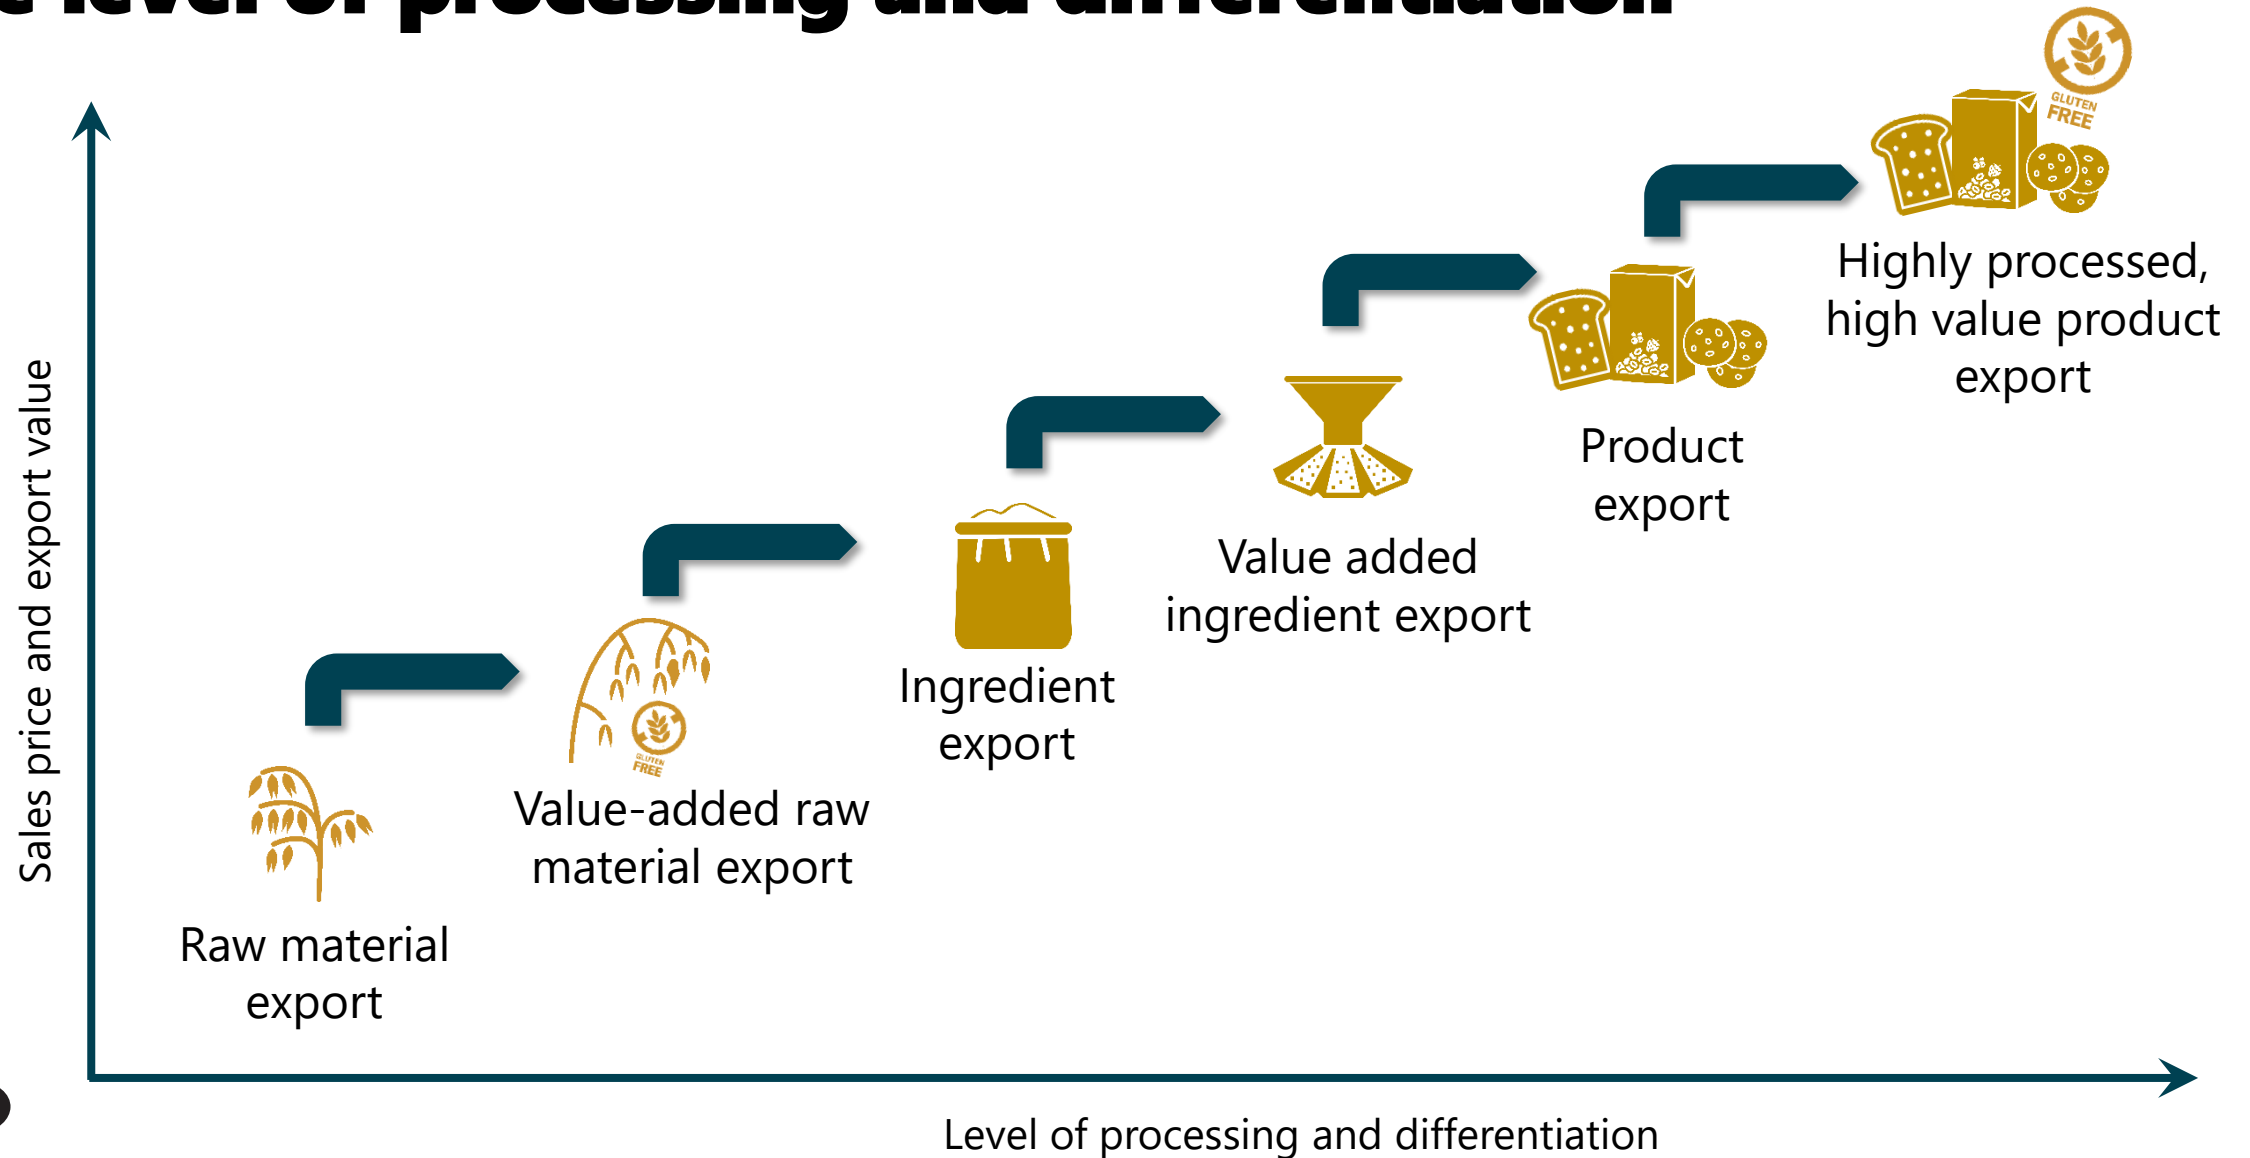 level of processing and differentiation
GLUTEN
FREE
Highly processed,
high value product
export
Product
export
Value added
ingredient export
Ingredient
export
GLUTEN
FREE
Value-added raw
material export
Raw material
export
Sales price and export value
Level of processing and differentiation